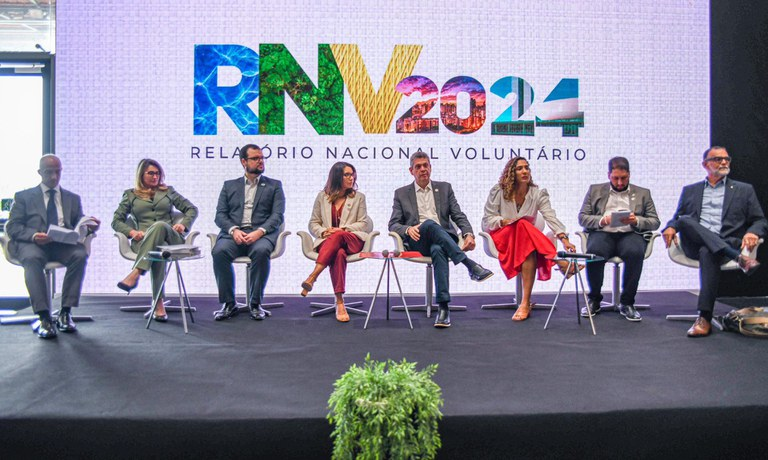 RNV2024
RELATÓRIO NACIONAL VOLUNTÁRIO